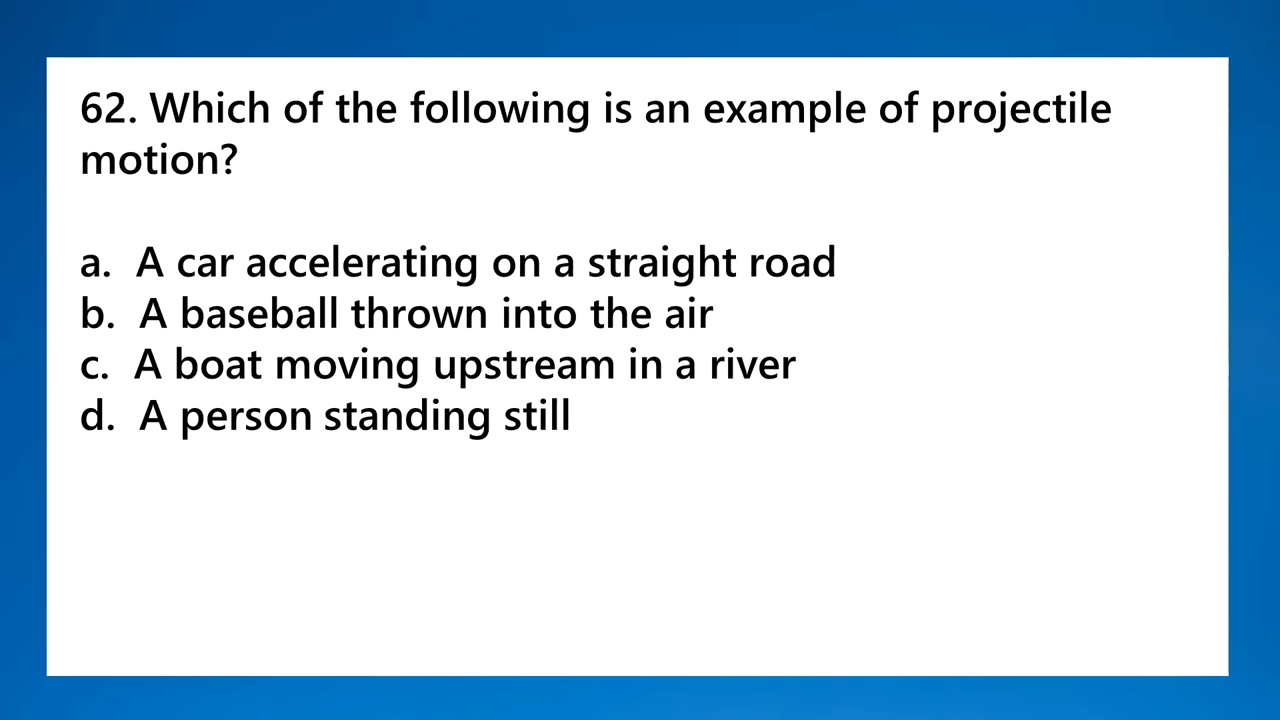 62. Which of the following is an example of projectile
motion?
a. A car accelerating on a straight road
b. A baseball thrown into the air
c. A boat moving upstream in a river
d. A person standing still